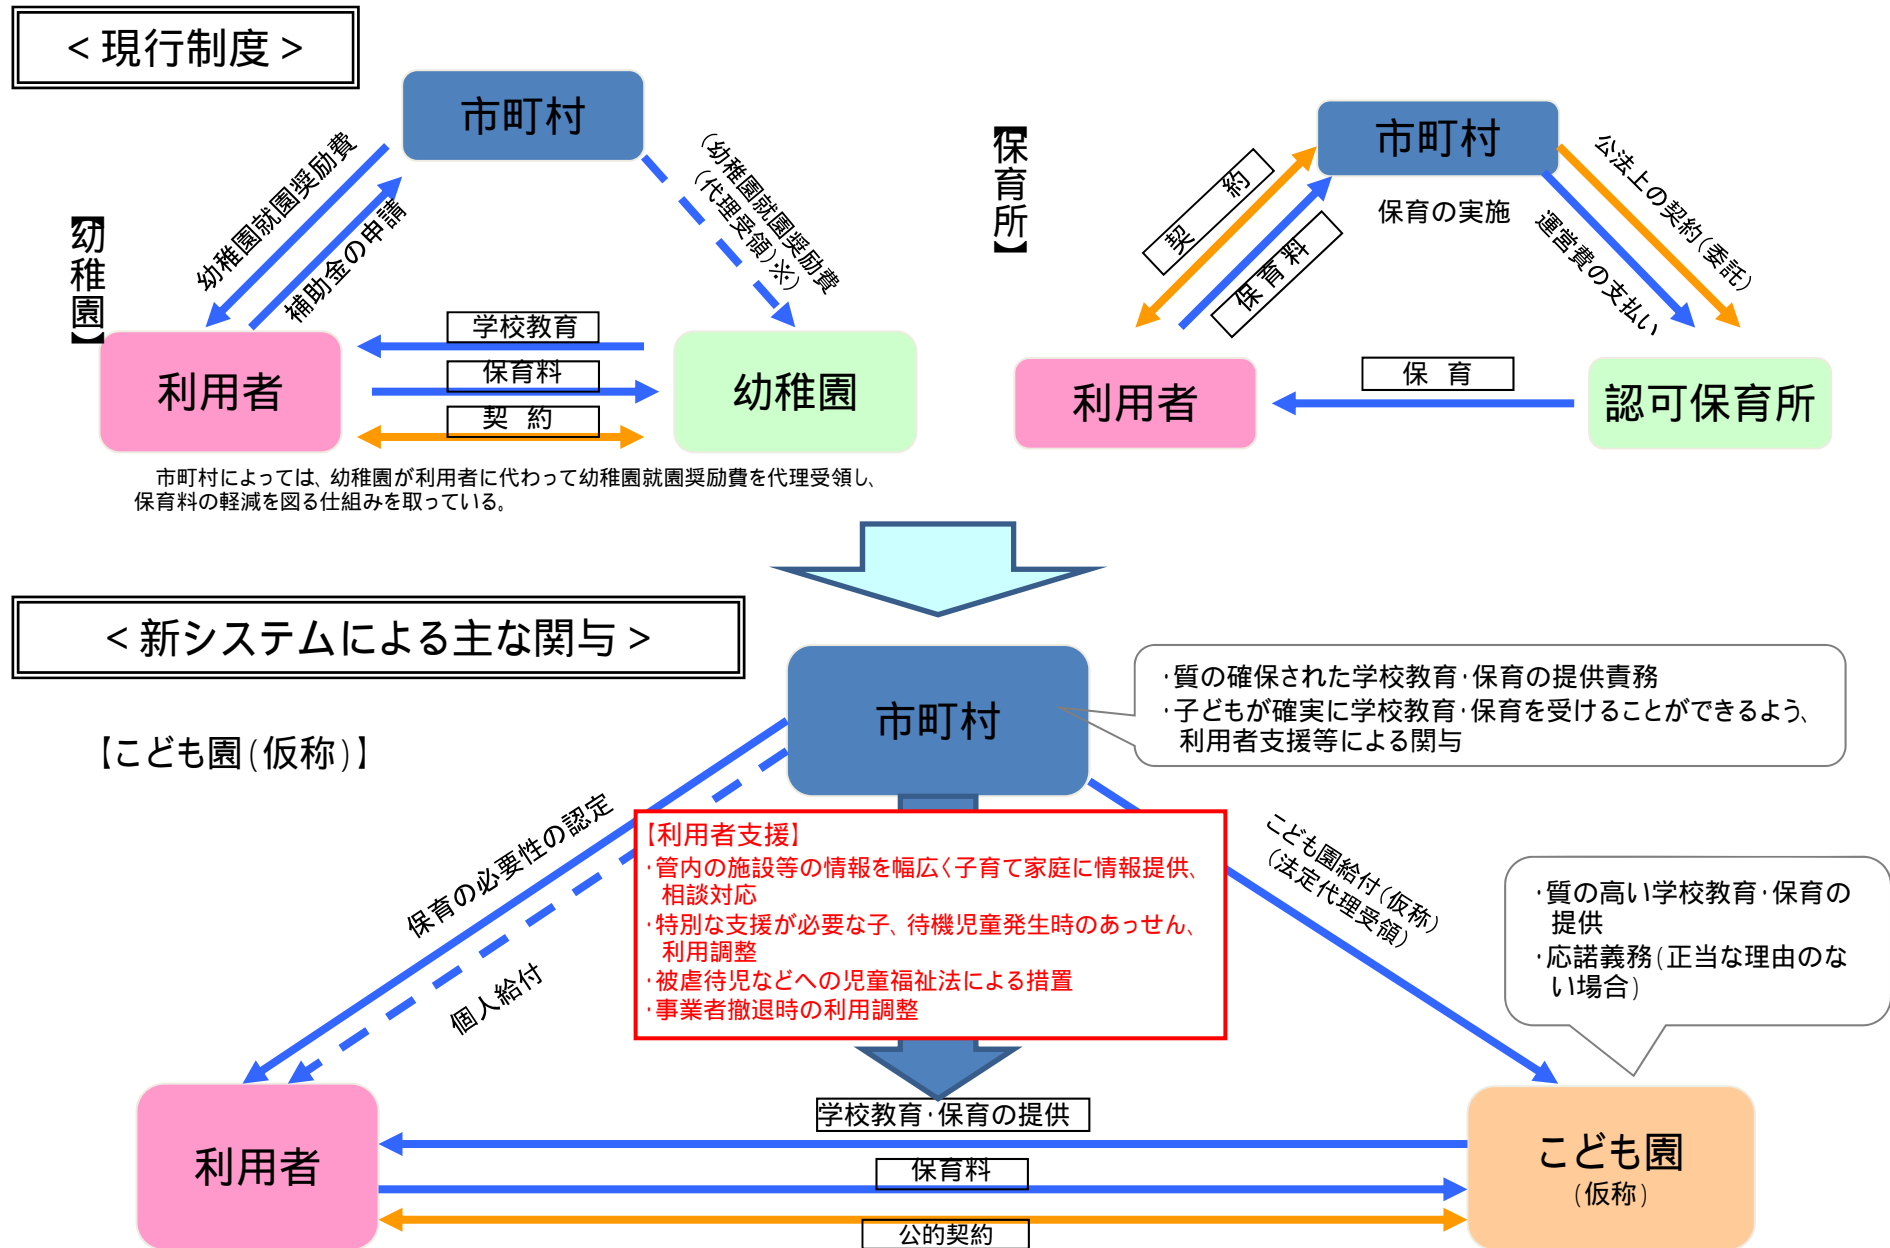 ＜現行制度＞
【幼稚園】
市町村
幼稚園就園奨励費
補助金の申請
(幼稚園就園奨励費
(代理受領)※)
利用者
学校教育
保育料
契　約
幼稚園
市町村によっては、幼稚園が利用者に代わって幼稚園就園奨励費を代理受領し、
保育料の軽減を図る仕組みを取っている。
【保育所】
市町村
契　約
保育料
保育の実施
公法上の契約(委託)
運営費の支払い
利用者
保　育
認可保育所
＜新システムによる主な関与＞
【こども園(仮称)】
市町村
・質の確保された学校教育・保育の提供責務
・子どもが確実に学校教育・保育を受けることができるよう、
利用者支援等による関与
保育の必要性の認定
個人給付
【利用者支援】
・管内の施設等の情報を幅広く子育て家庭に情報提供、
相談対応
・特別な支援が必要な子、待機児童発生時のあっせん、
利用調整
・被虐待児などへの児童福祉法による措置
・事業者撤退時の利用調整
こども園給付(仮称)
(法定代理受領)
・質の高い学校教育・保育の
提供
・応諾義務(正当な理由のな
い場合)
利用者
学校教育・保育の提供
保育料
公的契約
こども園
(仮称)